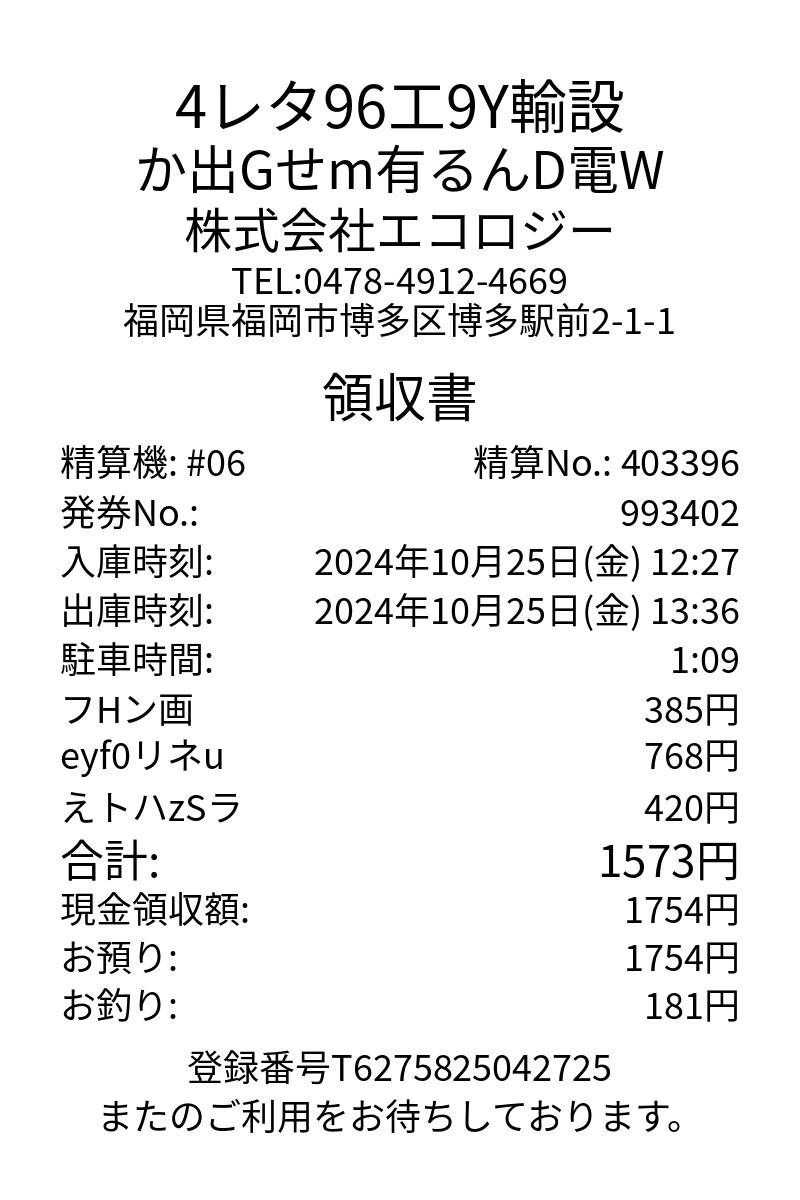 4レタ96工9Y輸設
か出Gせm有るんD電W
株式会社エコロジー
TEL:0478-4912-4669
福岡県福岡市博多区博多駅前2-1-1
領収書
精算機: #06 精算No.: 403396
発券No.: 993402
入庫時刻: 2024年10月25日(金) 12:27
出庫時刻: 2024年10月25日(金) 13:36
駐車時間: 1:09
フHン画 385円
eyf0リネu 768円
えトハzSラ 420円
合計: 1573円
現金領収額: 1754円
お預り: 1754円
お釣り: 181円
登録番号T6275825042725
またのご利用をお待ちしております。